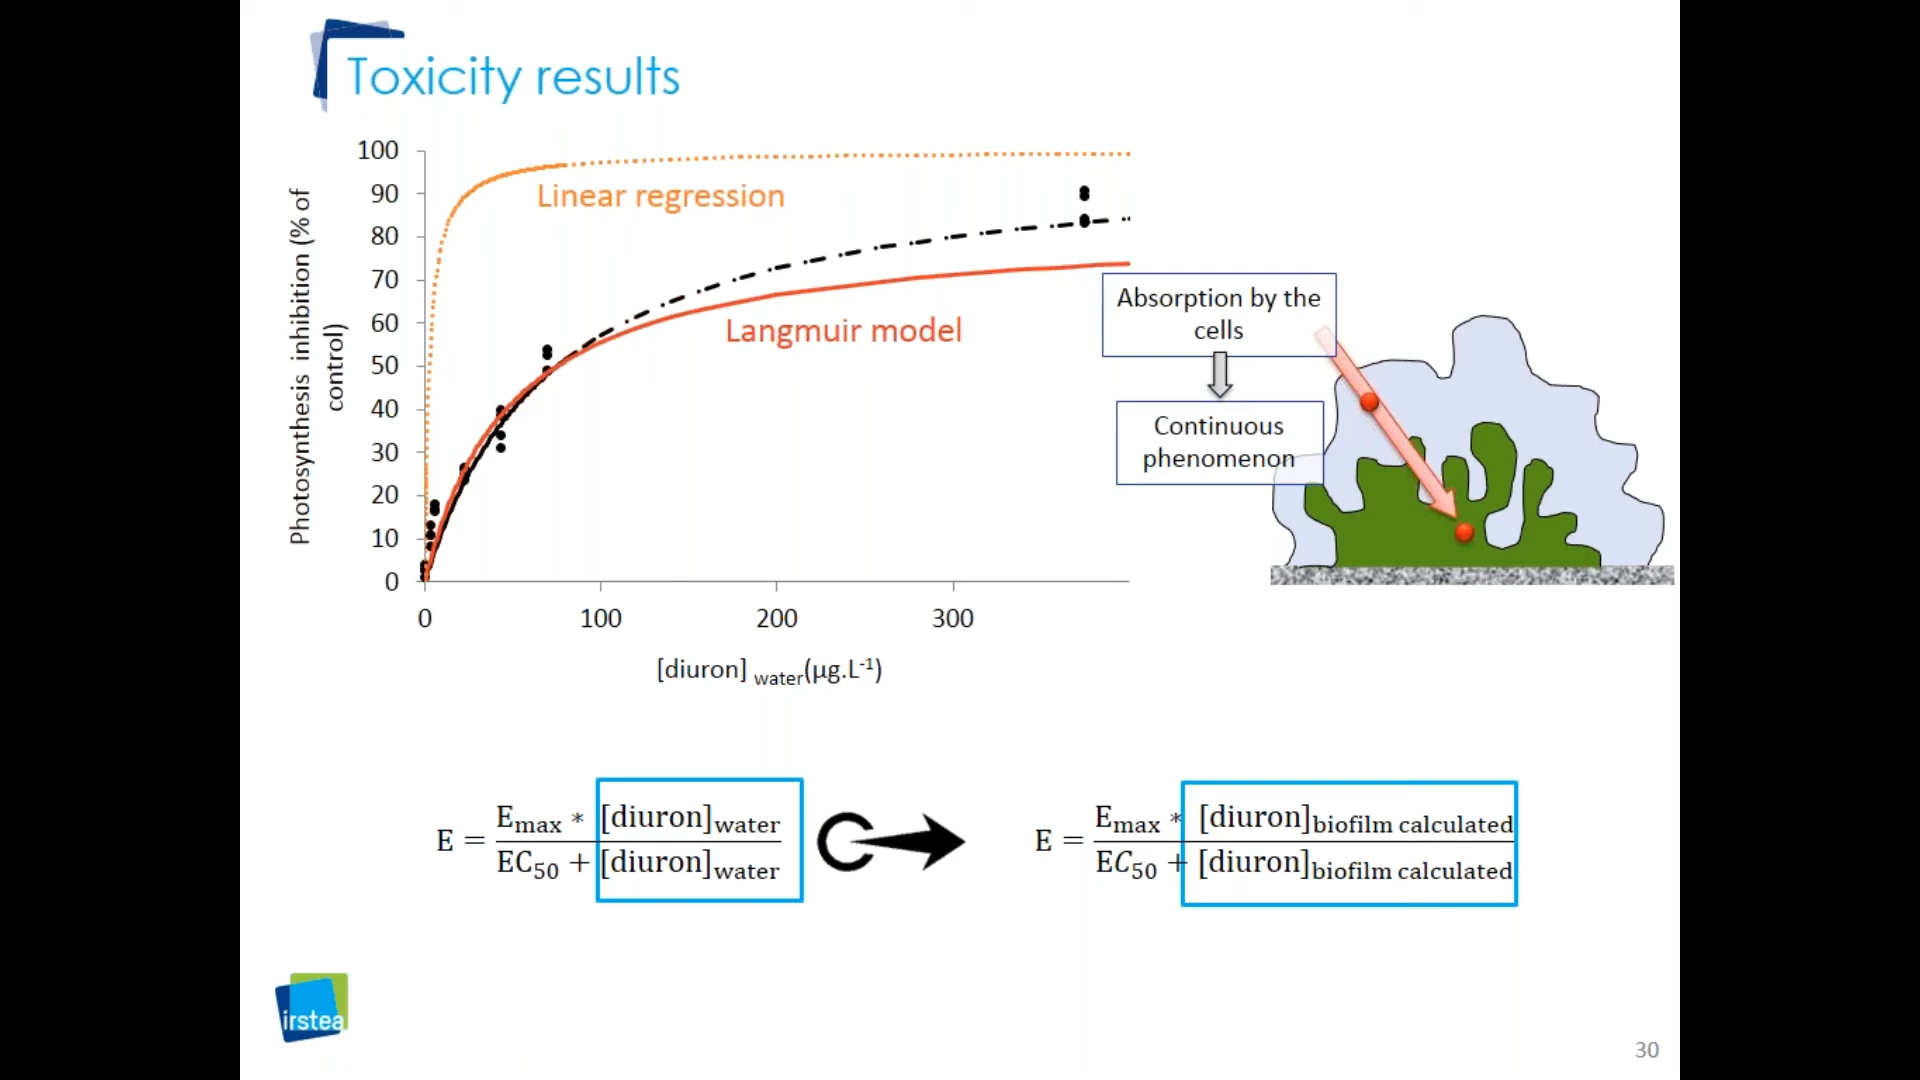 Toxicity results
100
90
80
70
60
50
40
30
20
10
0
Photosynthesis inhibition (% of
control)
Linear regression
Langmuir model
0
100
200
300
[diuron] water(µg.L-1)
Absorption by the
cells
Continuous
phenomenon
E = Emax * [diuron]water
EC50 + [diuron]water
E = Emax * [diuron]biofilm calculated
EC50 + [diuron]biofilm calculated
irstea
30